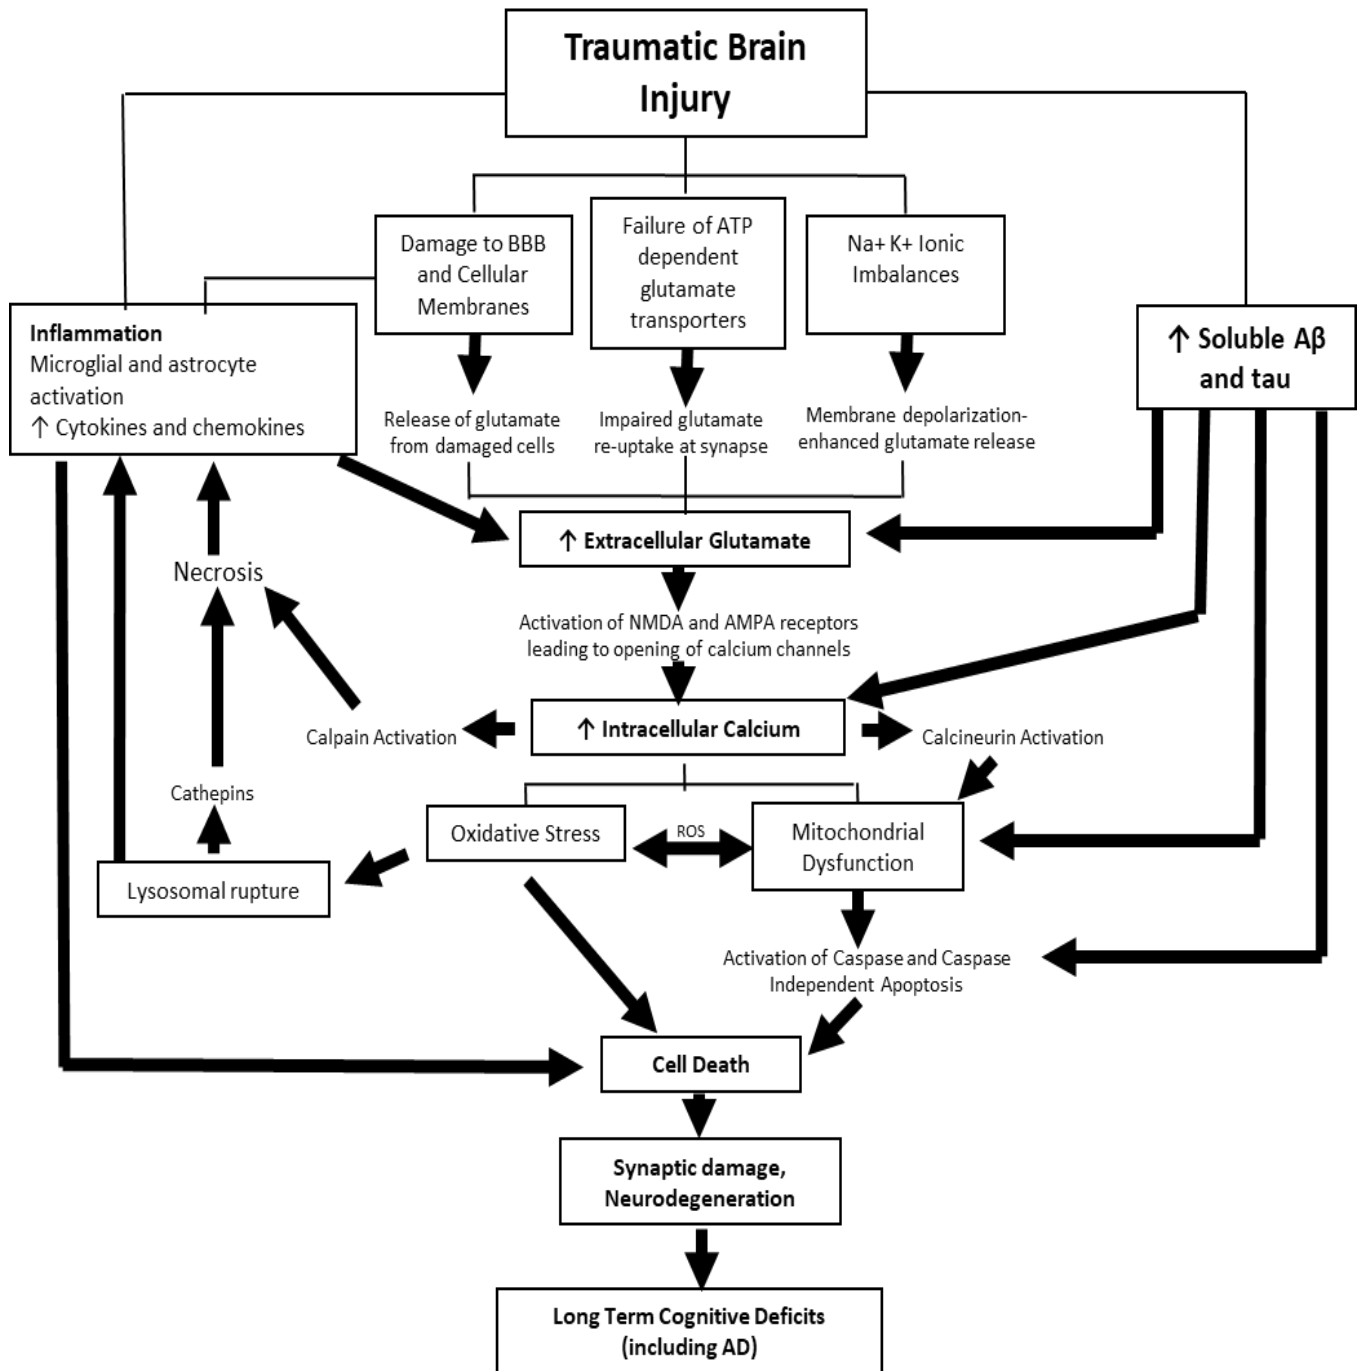 Traumatic Brain
Injury
Damage to BBB
and Cellular
Membranes
Failure of ATP
dependent
glutamate
transporters
Na+ K+ Ionic
Imbalances
Inflammation
Microglial and astrocyte
activation
↑ Cytokines and chemokines
↑ Soluble Aβ
and tau
Release of glutamate
from damaged cells
Impaired glutamate
re-uptake at synapse
Membrane depolarization-
enhanced glutamate release
↑ Extracellular Glutamate
Necrosis
Activation of NMDA and AMPA receptors
leading to opening of calcium channels
Calpain Activation
↑ Intracellular Calcium
Calcineurin Activation
Cathepins
Oxidative Stress
ROS
Mitochondrial
Dysfunction
Lysosomal rupture
Activation of Caspase and Caspase
Independent Apoptosis
Cell Death
Synaptic damage,
Neurodegeneration
Long Term Cognitive Deficits
(including AD)